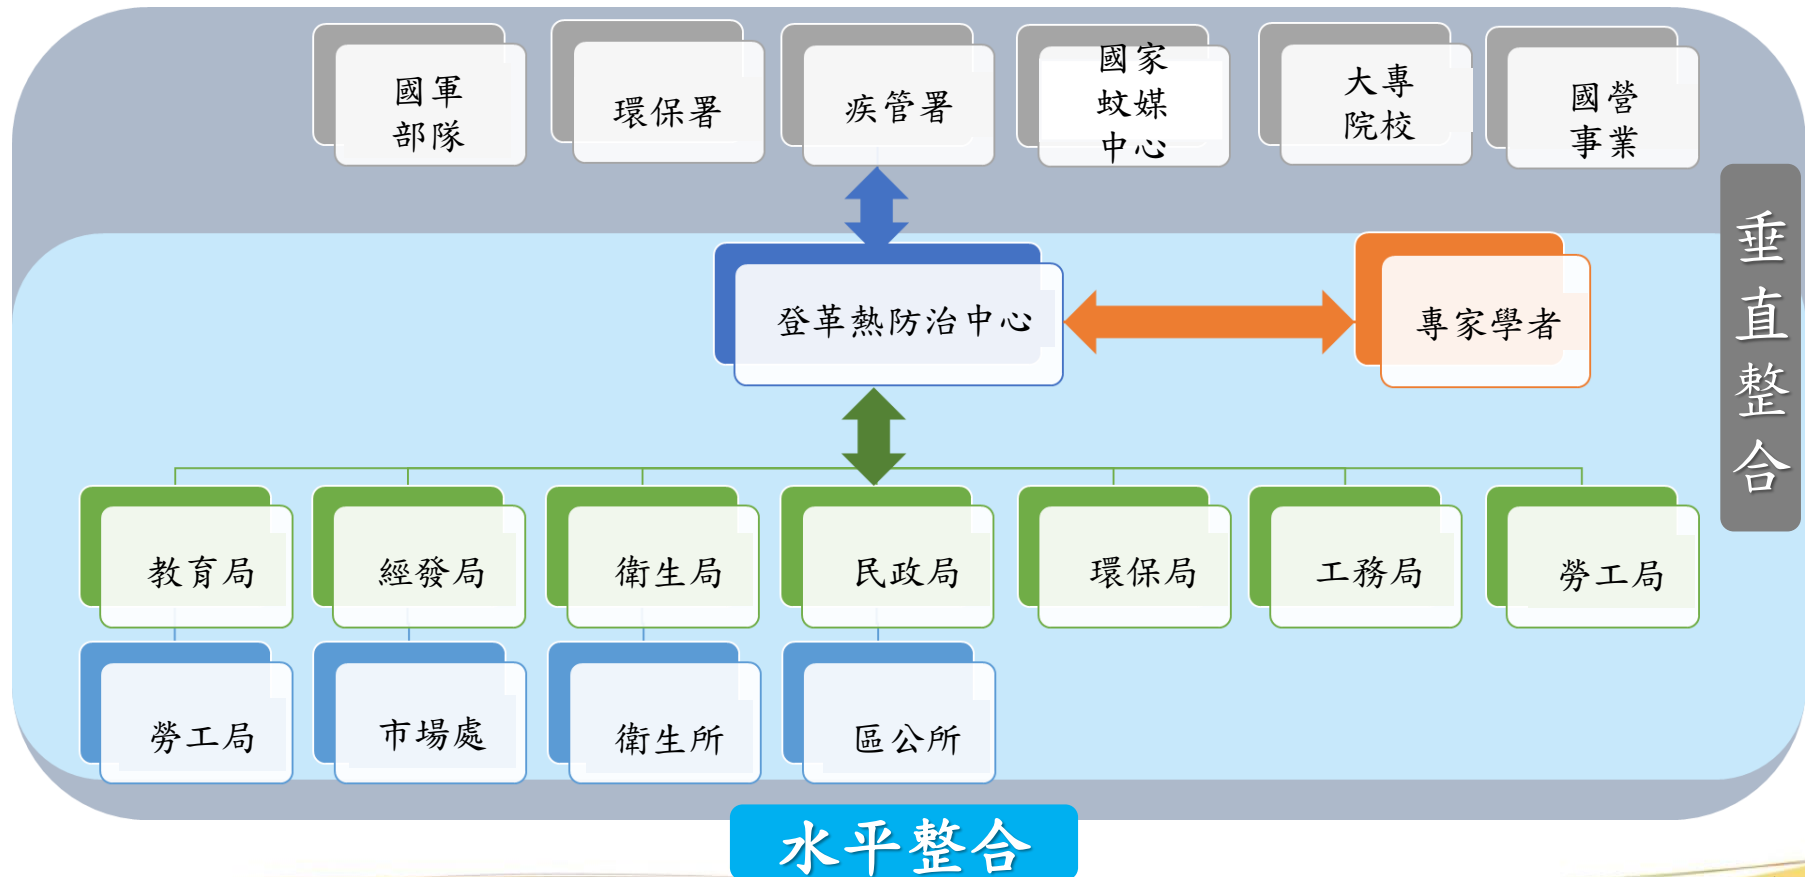 國軍
部隊
環保署
疾管署
國家
蚊媒
中心
大專
院校
國營
事業
垂直整合
登革熱防治中心
專家學者
教育局
經發局
衛生局
民政局
環保局
工務局
勞工局
勞工局
市場處
衛生所
區公所
水平整合